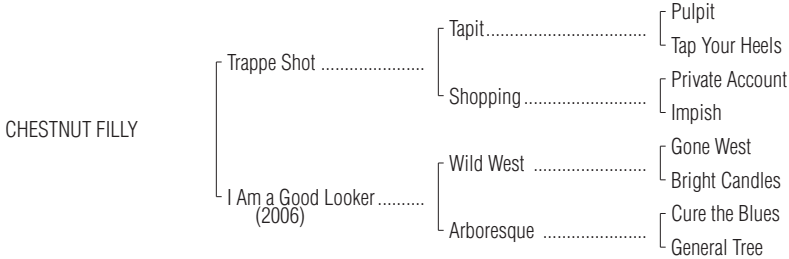 Pulpit
Tapit..................................
Tap Your Heels
Trappe Shot ......................
Private Account
Shopping..........................
Impish
CHESTNUT FILLY
Gone West
Wild West ........................
Bright Candles
I Am a Good Looker..........
(2006)
Cure the Blues
Arboresque ......................
General Tree